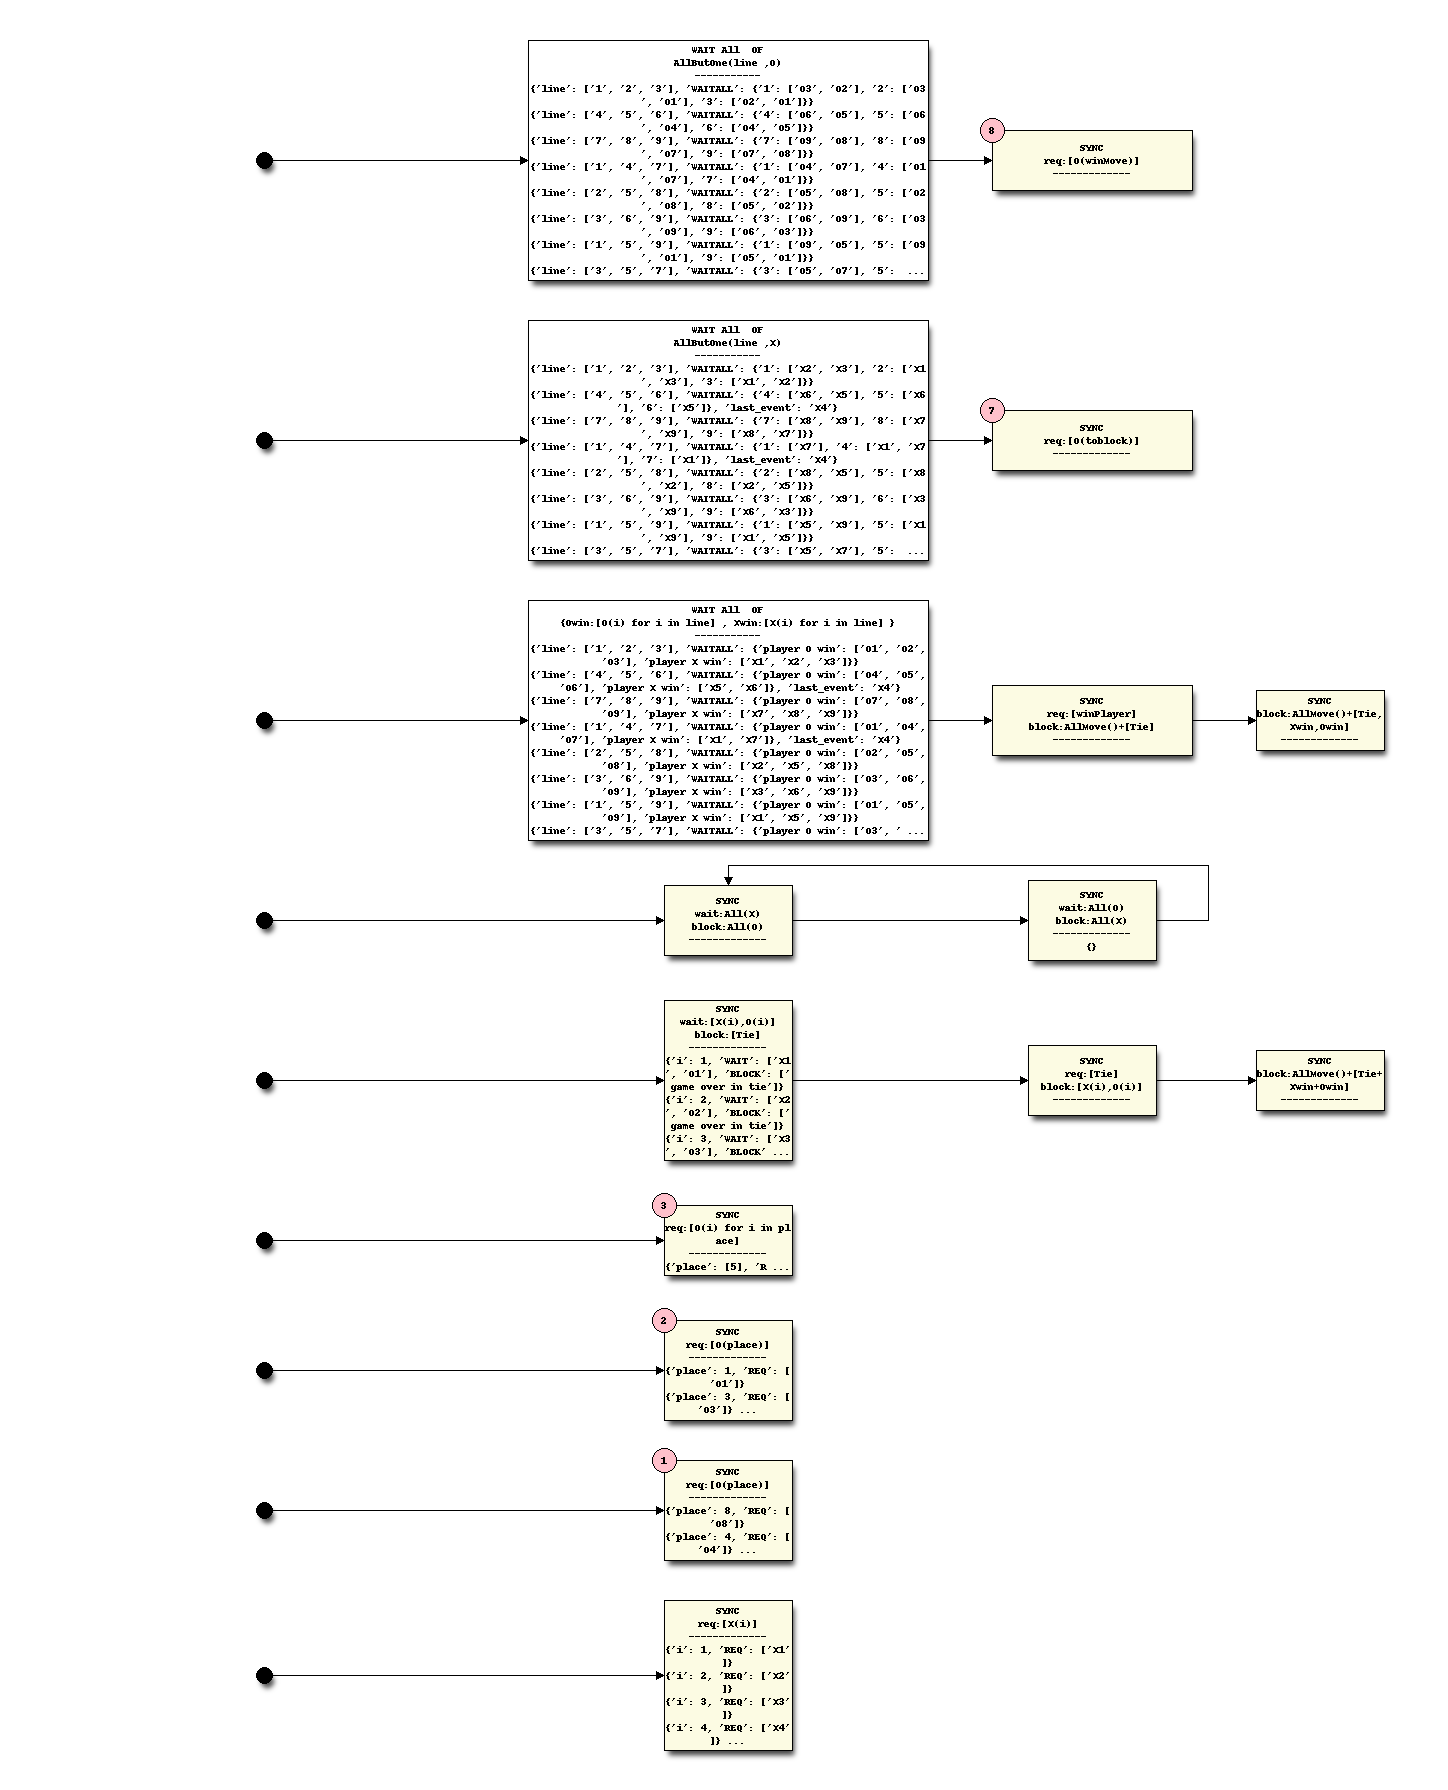 WAIT All  OF
AllButOne(line ,O)
-----------
{'line': ['1', '2', '3'], 'WAITALL': {'1': ['O3', 'O2'], '2': ['O3
', 'O1'], '3': ['O2', 'O1']}}
{'line': ['4', '5', '6'], 'WAITALL': {'4': ['O6', 'O5'], '5': ['O6
', 'O4'], '6': ['O4', 'O5']}}
{'line': ['7', '8', '9'], 'WAITALL': {'7': ['O9', 'O8'], '8': ['O9
', 'O7'], '9': ['O7', 'O8']}}
{'line': ['1', '4', '7'], 'WAITALL': {'1': ['O4', 'O7'], '4': ['O1
', 'O7'], '7': ['O4', 'O1']}}
{'line': ['2', '5', '8'], 'WAITALL': {'2': ['O5', 'O8'], '5': ['O2
', 'O8'], '8': ['O5', 'O2']}}
{'line': ['3', '6', '9'], 'WAITALL': {'3': ['O6', 'O9'], '6': ['O3
', 'O9'], '9': ['O6', 'O3']}}
{'line': ['1', '5', '9'], 'WAITALL': {'1': ['O9', 'O5'], '5': ['O9
', 'O1'], '9': ['O5', 'O1']}}
{'line': ['3', '5', '7'], 'WAITALL': {'3': ['O5', 'O7'], '5':  ...
8
SYNC
req:[O(winMove)]
-------------
WAIT All  OF
AllButOne(line ,X)
-----------
{'line': ['1', '2', '3'], 'WAITALL': {'1': ['X2', 'X3'], '2': ['X1
', 'X3'], '3': ['X1', 'X2']}}
{'line': ['4', '5', '6'], 'WAITALL': {'4': ['X6', 'X5'], '5': ['X6
'], '6': ['X5']}, 'last_event': 'X4'}
{'line': ['7', '8', '9'], 'WAITALL': {'7': ['X8', 'X9'], '8': ['X7
', 'X9'], '9': ['X8', 'X7']}}
{'line': ['1', '4', '7'], 'WAITALL': {'1': ['X7'], '4': ['X1', 'X7
'], '7': ['X1']}, 'last_event': 'X4'}
{'line': ['2', '5', '8'], 'WAITALL': {'2': ['X8', 'X5'], '5': ['X8
', 'X2'], '8': ['X2', 'X5']}}
{'line': ['3', '6', '9'], 'WAITALL': {'3': ['X6', 'X9'], '6': ['X3
', 'X9'], '9': ['X6', 'X3']}}
{'line': ['1', '5', '9'], 'WAITALL': {'1': ['X5', 'X9'], '5': ['X1
', 'X9'], '9': ['X1', 'X5']}}
{'line': ['3', '5', '7'], 'WAITALL': {'3': ['X5', 'X7'], '5':  ...
7
SYNC
req:[O(toblock)]
-------------
WAIT All  OF
{Owin:[O(i) for i in line] , Xwin:[X(i) for i in line] }
-----------
{'line': ['1', '2', '3'], 'WAITALL': {'player O win': ['O1', 'O2',
'O3'], 'player X win': ['X1', 'X2', 'X3']}}
{'line': ['4', '5', '6'], 'WAITALL': {'player O win': ['O4', 'O5',
'O6'], 'player X win': ['X5', 'X6']}, 'last_event': 'X4'}
{'line': ['7', '8', '9'], 'WAITALL': {'player O win': ['O7', 'O8',
'O9'], 'player X win': ['X7', 'X8', 'X9']}}
{'line': ['1', '4', '7'], 'WAITALL': {'player O win': ['O1', 'O4',
'O7'], 'player X win': ['X1', 'X7']}, 'last_event': 'X4'}
{'line': ['2', '5', '8'], 'WAITALL': {'player O win': ['O2', 'O5',
'O8'], 'player X win': ['X2', 'X5', 'X8']}}
{'line': ['3', '6', '9'], 'WAITALL': {'player O win': ['O3', 'O6',
'O9'], 'player X win': ['X3', 'X6', 'X9']}}
{'line': ['1', '5', '9'], 'WAITALL': {'player O win': ['O1', 'O5',
'O9'], 'player X win': ['X1', 'X5', 'X9']}}
{'line': ['3', '5', '7'], 'WAITALL': {'player O win': ['O3', ' ...
SYNC
req:[winPlayer]
block:AllMove()+[Tie]
-------------
SYNC
block:AllMove()+[Tie,
Xwin,Owin]
-------------
SYNC
wait:All(X)
block:All(O)
-------------
SYNC
wait:All(O)
block:All(X)
-------------
{}
SYNC
wait:[X(i),O(i)]
block:[Tie]
-------------
{'i': 1, 'WAIT': ['X1
', 'O1'], 'BLOCK': ['
game over in tie']}
{'i': 2, 'WAIT': ['X2
', 'O2'], 'BLOCK': ['
game over in tie']}
{'i': 3, 'WAIT': ['X3
', 'O3'], 'BLOCK' ...
SYNC
req:[Tie]
block:[X(i),O(i)]
-------------
SYNC
block:AllMove()+[Tie+
Xwin+Owin]
-------------
3
SYNC
req:[O(i) for i in pl
ace]
-------------
{'place': [5], 'R ...
2
SYNC
req:[O(place)]
-------------
{'place': 1, 'REQ': [
'O1']}
{'place': 3, 'REQ': [
'O3']} ...
1
SYNC
req:[O(place)]
-------------
{'place': 8, 'REQ': [
'O8']}
{'place': 4, 'REQ': [
'O4']} ...
SYNC
req:[X(i)]
-------------
{'i': 1, 'REQ': ['X1'
]}
{'i': 2, 'REQ': ['X2'
]}
{'i': 3, 'REQ': ['X3'
]}
{'i': 4, 'REQ': ['X4'
]} ...